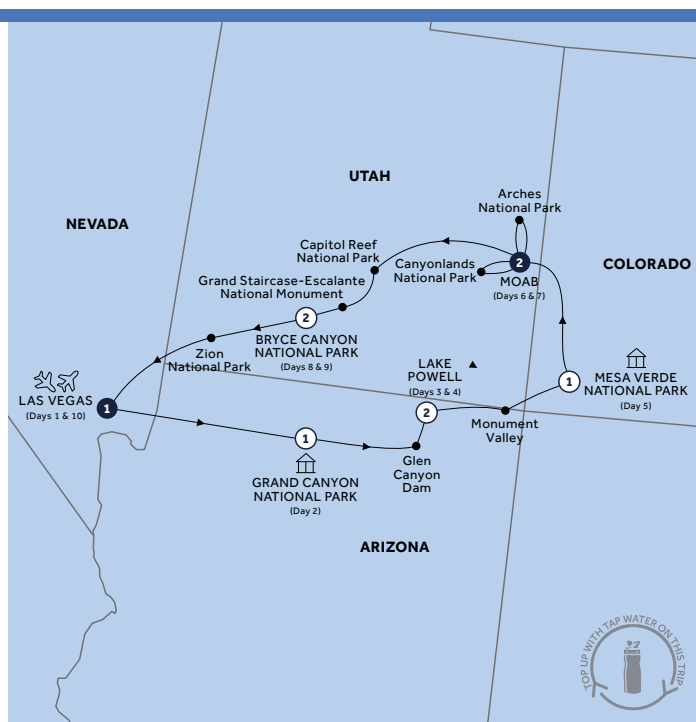 UTAH
Arches
National Park
NEVADA
Capitol Reef
National Park
Canyonlands
National Park
2
MOAB
(Days 6 & 7)
COLORADO
Grand Staircase-Escalante
National Monument
2
BRYCE CANYON
NATIONAL PARK
(Days 8 & 9)
Zion
National Park
LAKE
POWELL
(Days 3 & 4)
2
1
MESA VERDE
NATIONAL PARK
(Day 5)
LAS VEGAS
(Days 1 & 10)
1
Monument
Valley
1
GRAND CANYON
NATIONAL PARK
(Day 2)
Glen
Canyon
Dam
ARIZONA
TOP UP WITH TAP WATER ON THIS TRIP